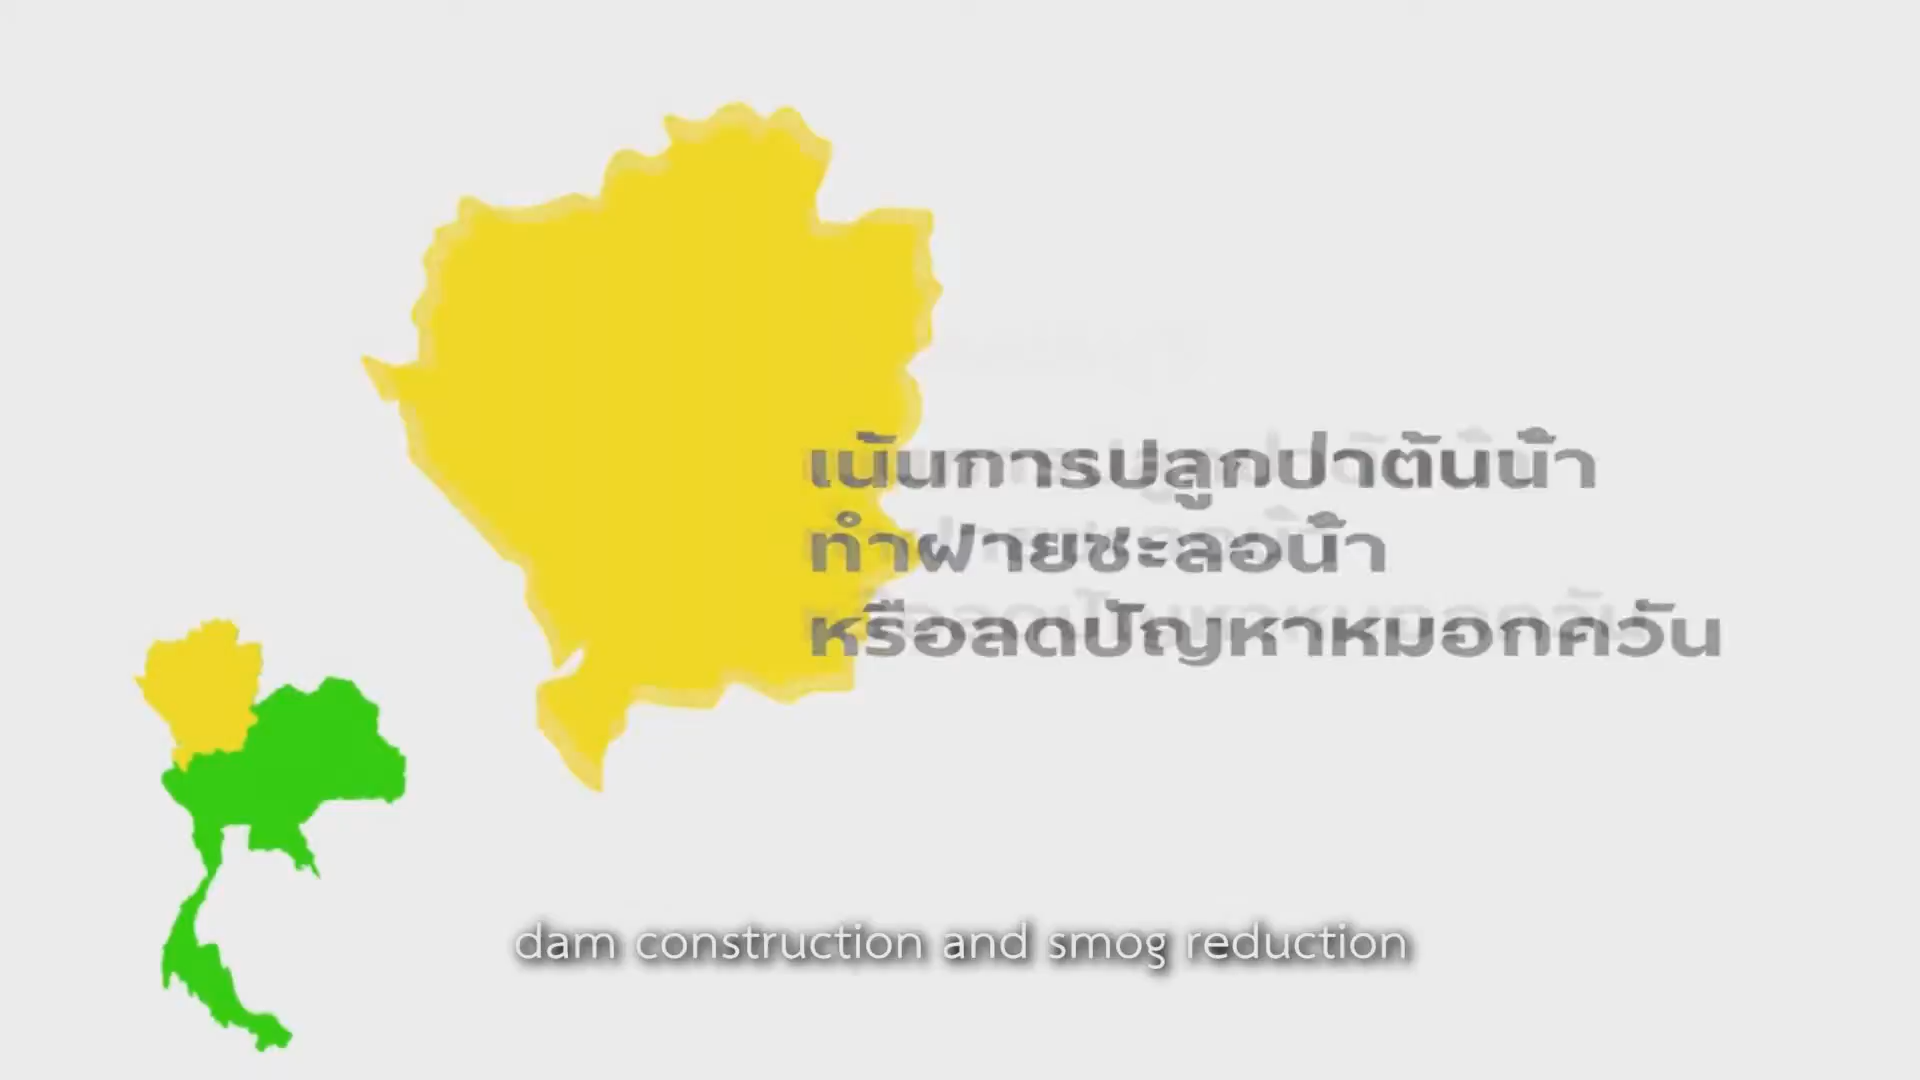 เน้นการปลูกป่าต้นน้ำ
ทำฝายชะลอน้ำ
หรือลดปัญหาหมอกควัน
dam construction and smog reduction